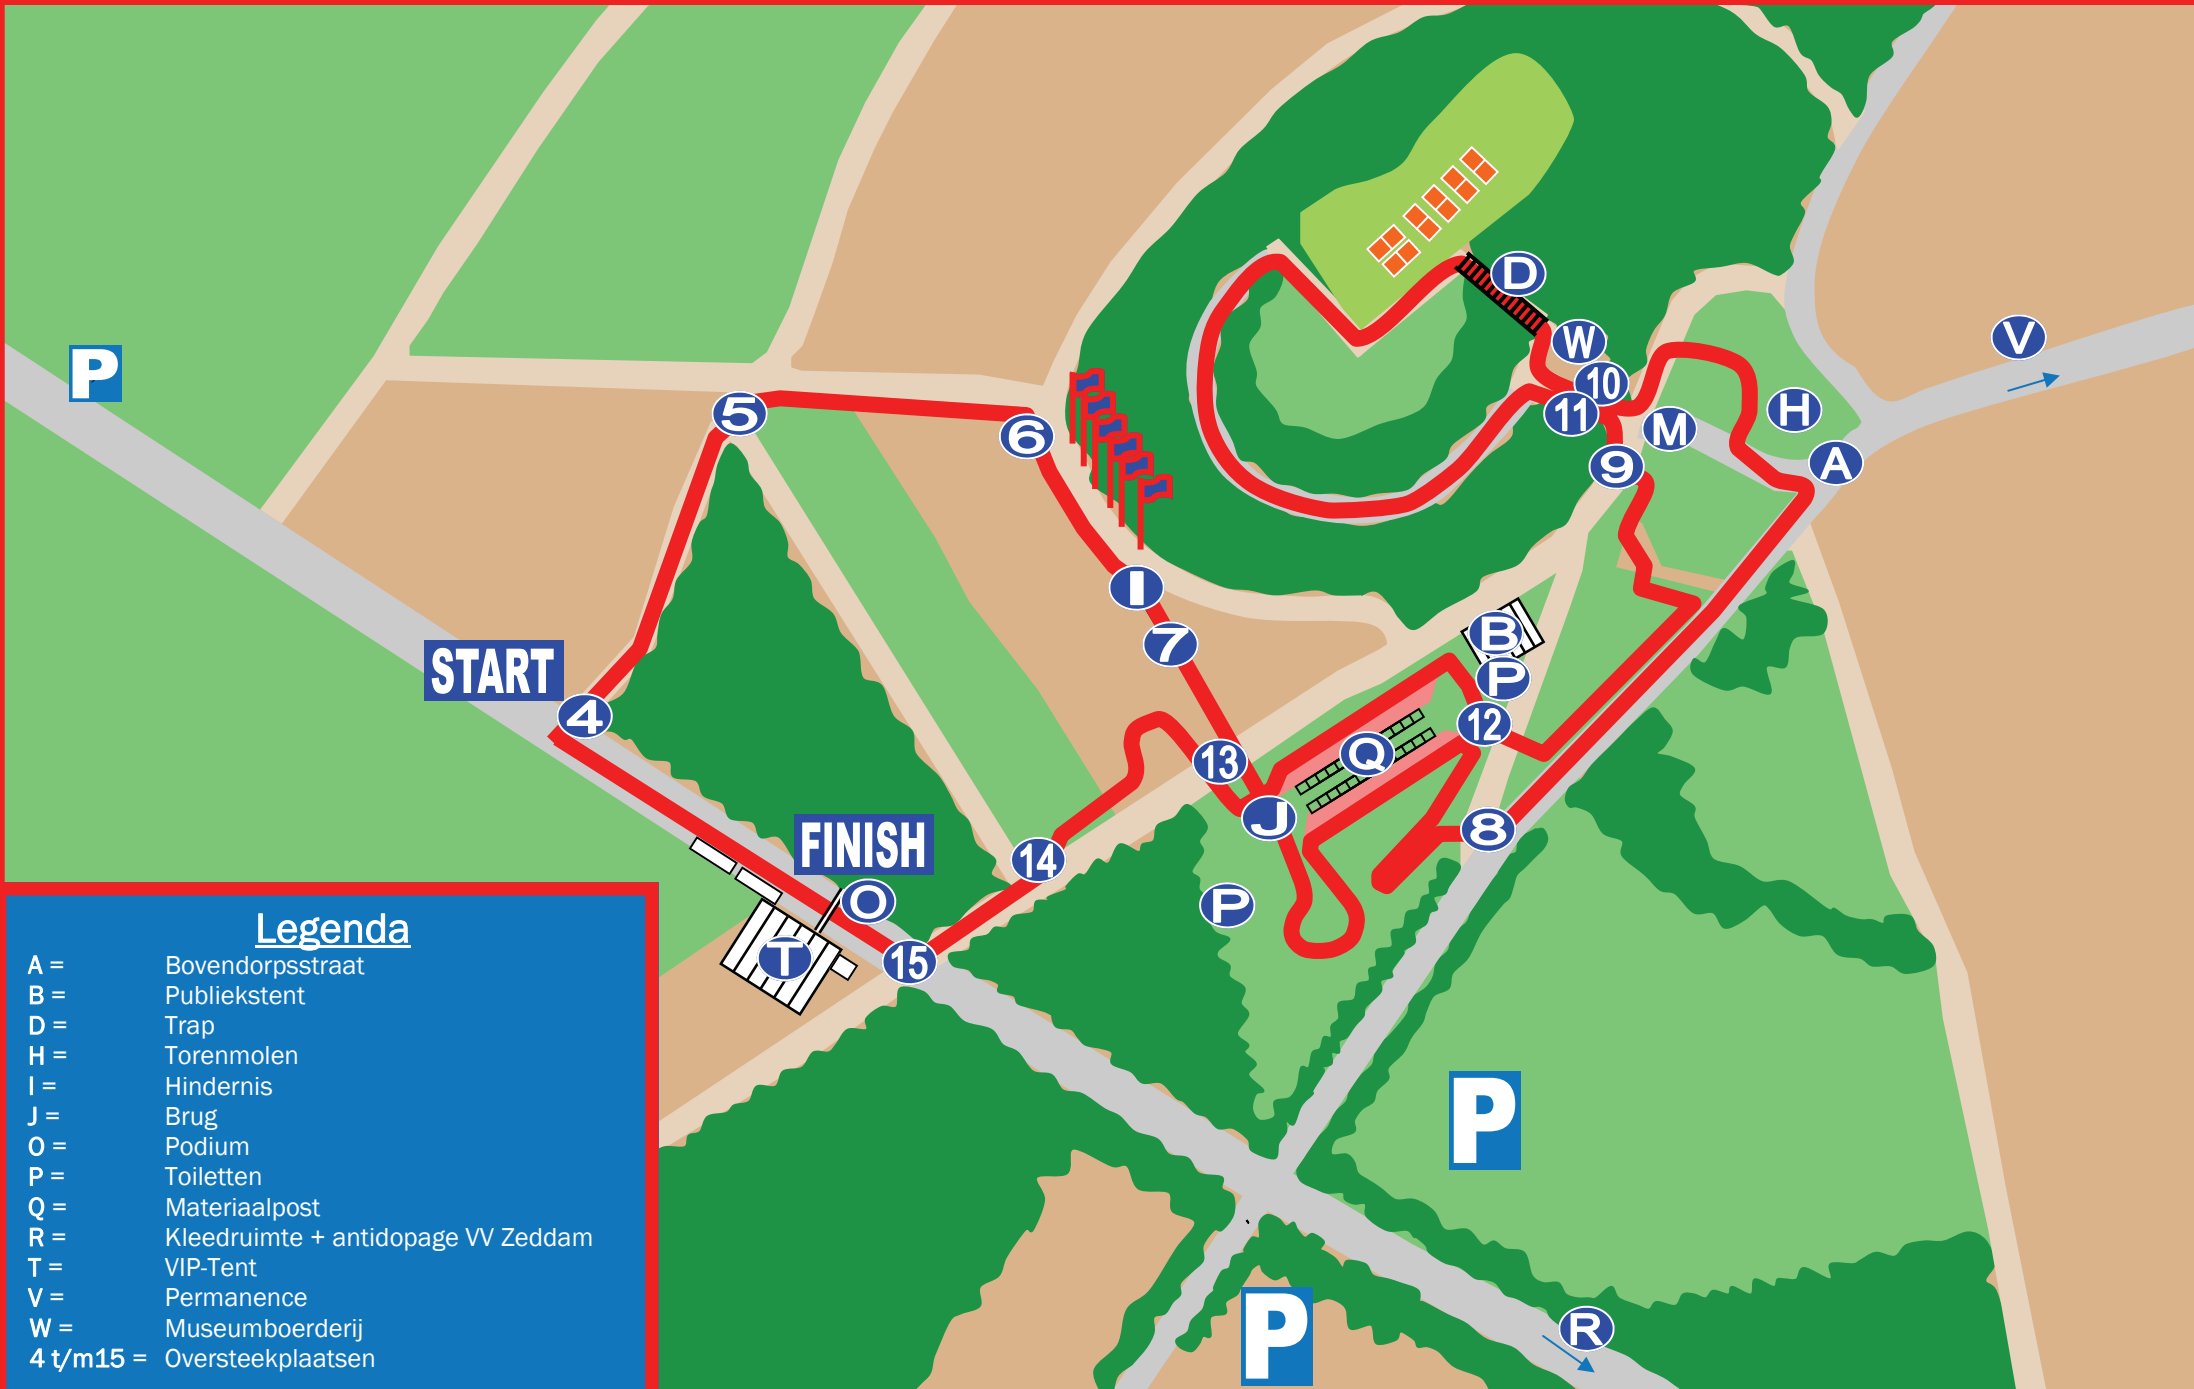 D
W
P
V
10
5
11
H
6
M
A
9
I
B
START
7
P
4
12
Q
13
J
8
FINISH
14
O
P
T
15
P
R
P
Legenda
A = Bovendorpsstraat
B = Publiekstent
D = Trap
H = Torenmolen
I = Hindernis
J = Brug
O = Podium
P = Toiletten
Q = Materiaalpost
R = Kleedruimte + antidopage VV Zeddam
T = VIP-Tent
V = Permanence
W = Museumboerderij
4 t/m15 = Oversteekplaatsen